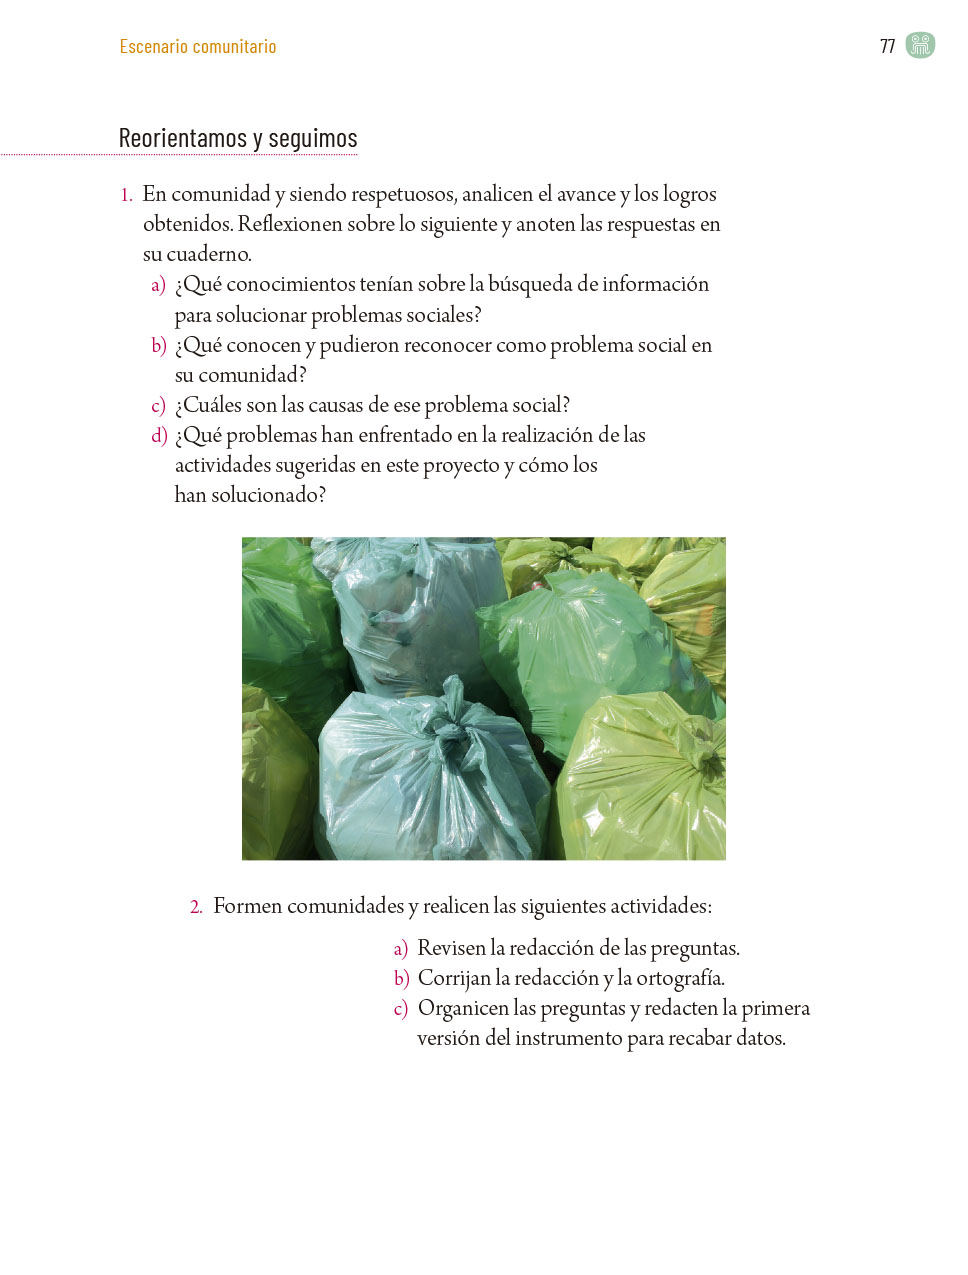 Escenario comunitario
77
Reorientamos y seguimos
1. En comunidad y siendo respetuosos, analicen el avance y los logros
obtenidos. Reflexionen sobre lo siguiente y anoten las respuestas en
su cuaderno.
a) ¿Qué conocimientos tenían sobre la búsqueda de información
para solucionar problemas sociales?
b) ¿Qué conocen y pudieron reconocer como problema social en
su comunidad?
c) ¿Cuáles son las causas de ese problema social?
d) ¿Qué problemas han enfrentado en la realización de las
actividades sugeridas en este proyecto y cómo los
han solucionado?
2. Formen comunidades y realicen las siguientes actividades:
a) Revisen la redacción de las preguntas.
b) Corrijan la redacción y la ortografía.
c) Organicen las preguntas y redacten la primera
versión del instrumento para recabar datos.